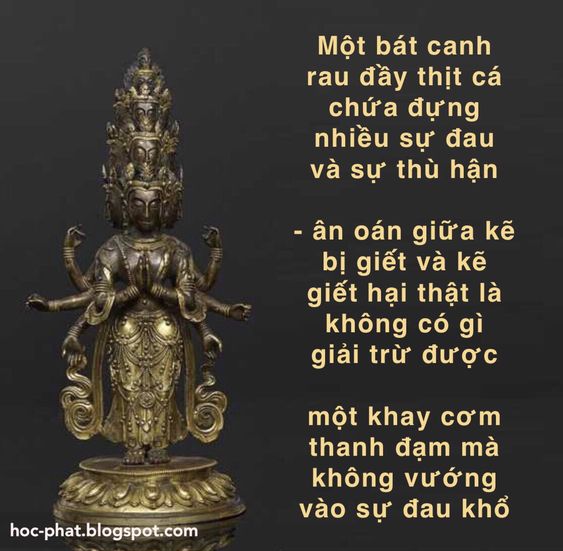 Một bát canh
rau đầy thịt cá
chứa đựng
nhiều sự đau
và sự thù hận
- ân oán giữa kẽ
bị giết và kẽ
giết hại thật là
không có gì
giải trừ được
một khay cơm
thanh đạm mà
không vướng
vào sự đau khổ
hoc-phat.blogspot.com